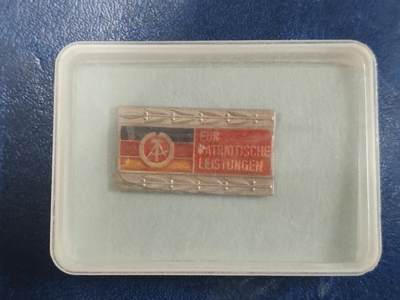 FÜR
PATRIOTISCHE
LEISTUNGEN